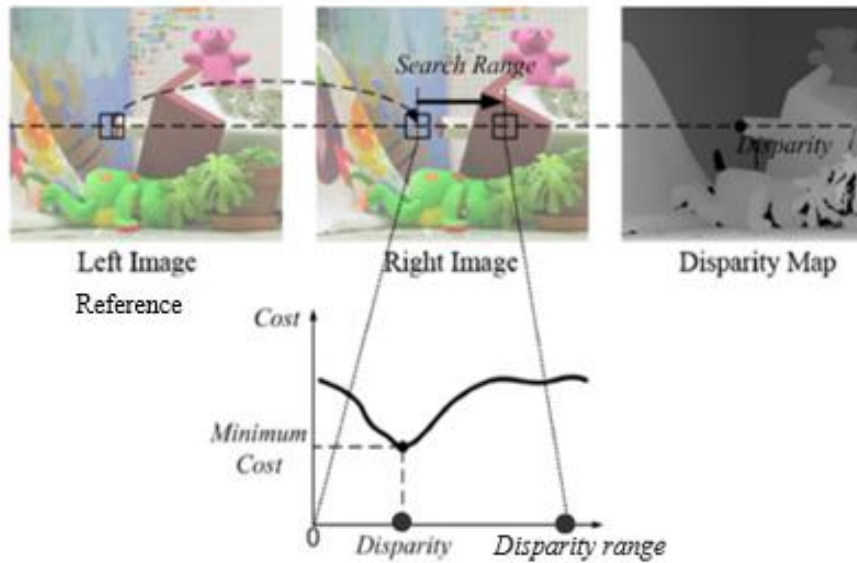 Search Range
Disparity
Left Image
Right Image
Disparity Map
Reference
Cost
Minimum
Cost
0
Disparity
Disparity range